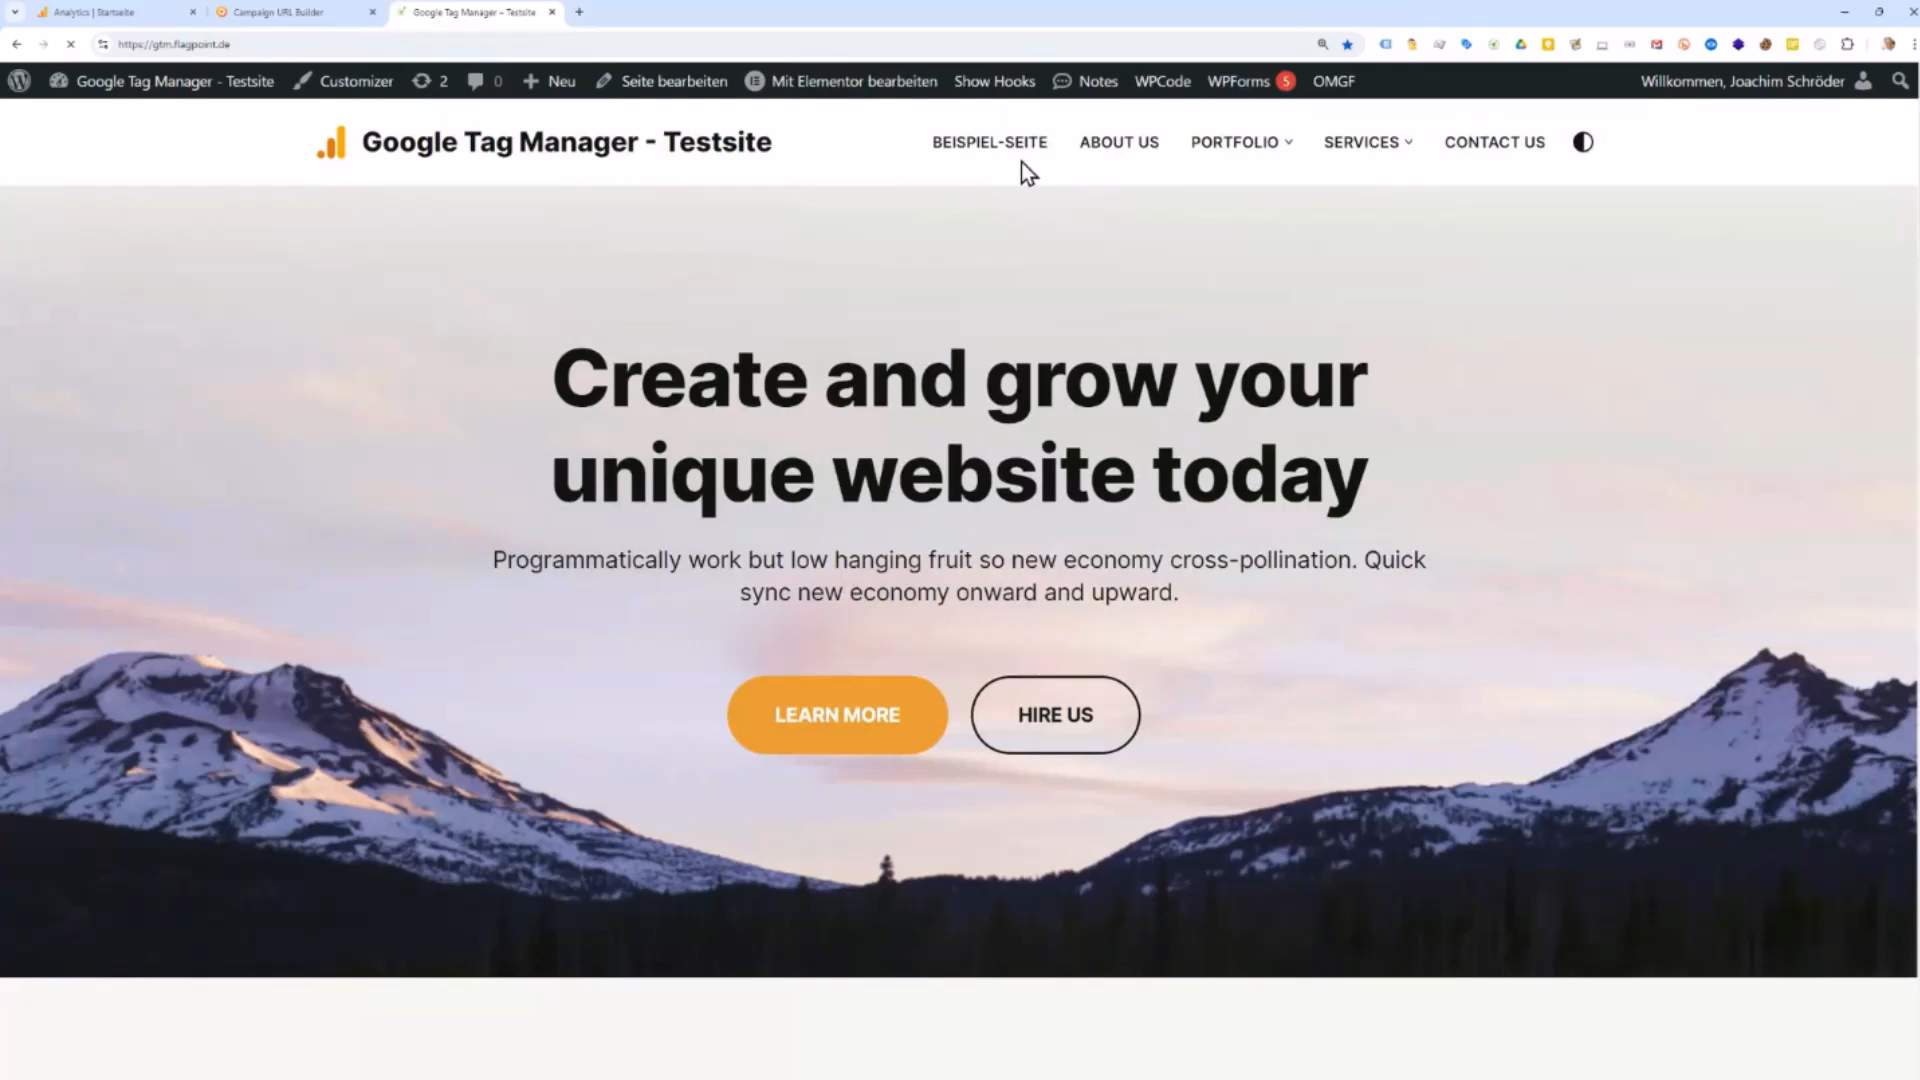 Analytics | Startseite
Campaign URL Builder
Google Tag Manager – Testsite
https://gtm.flagpoint.de
Google Tag Manager - Testsite
Customizer
2
0
Neu
Seite bearbeiten
Mit Elementor bearbeiten
Show Hooks
Notes
WPCode
WPForms 5
OMGF
Willkommen, Joachim Schröder
Google Tag Manager - Testsite
BEISPIEL-SEITE
ABOUT US
PORTFOLIO
SERVICES
CONTACT US
Create and grow your
unique website today
Programmatically work but low hanging fruit so new economy cross-pollination. Quick
sync new economy onward and upward.
LEARN MORE
HIRE US